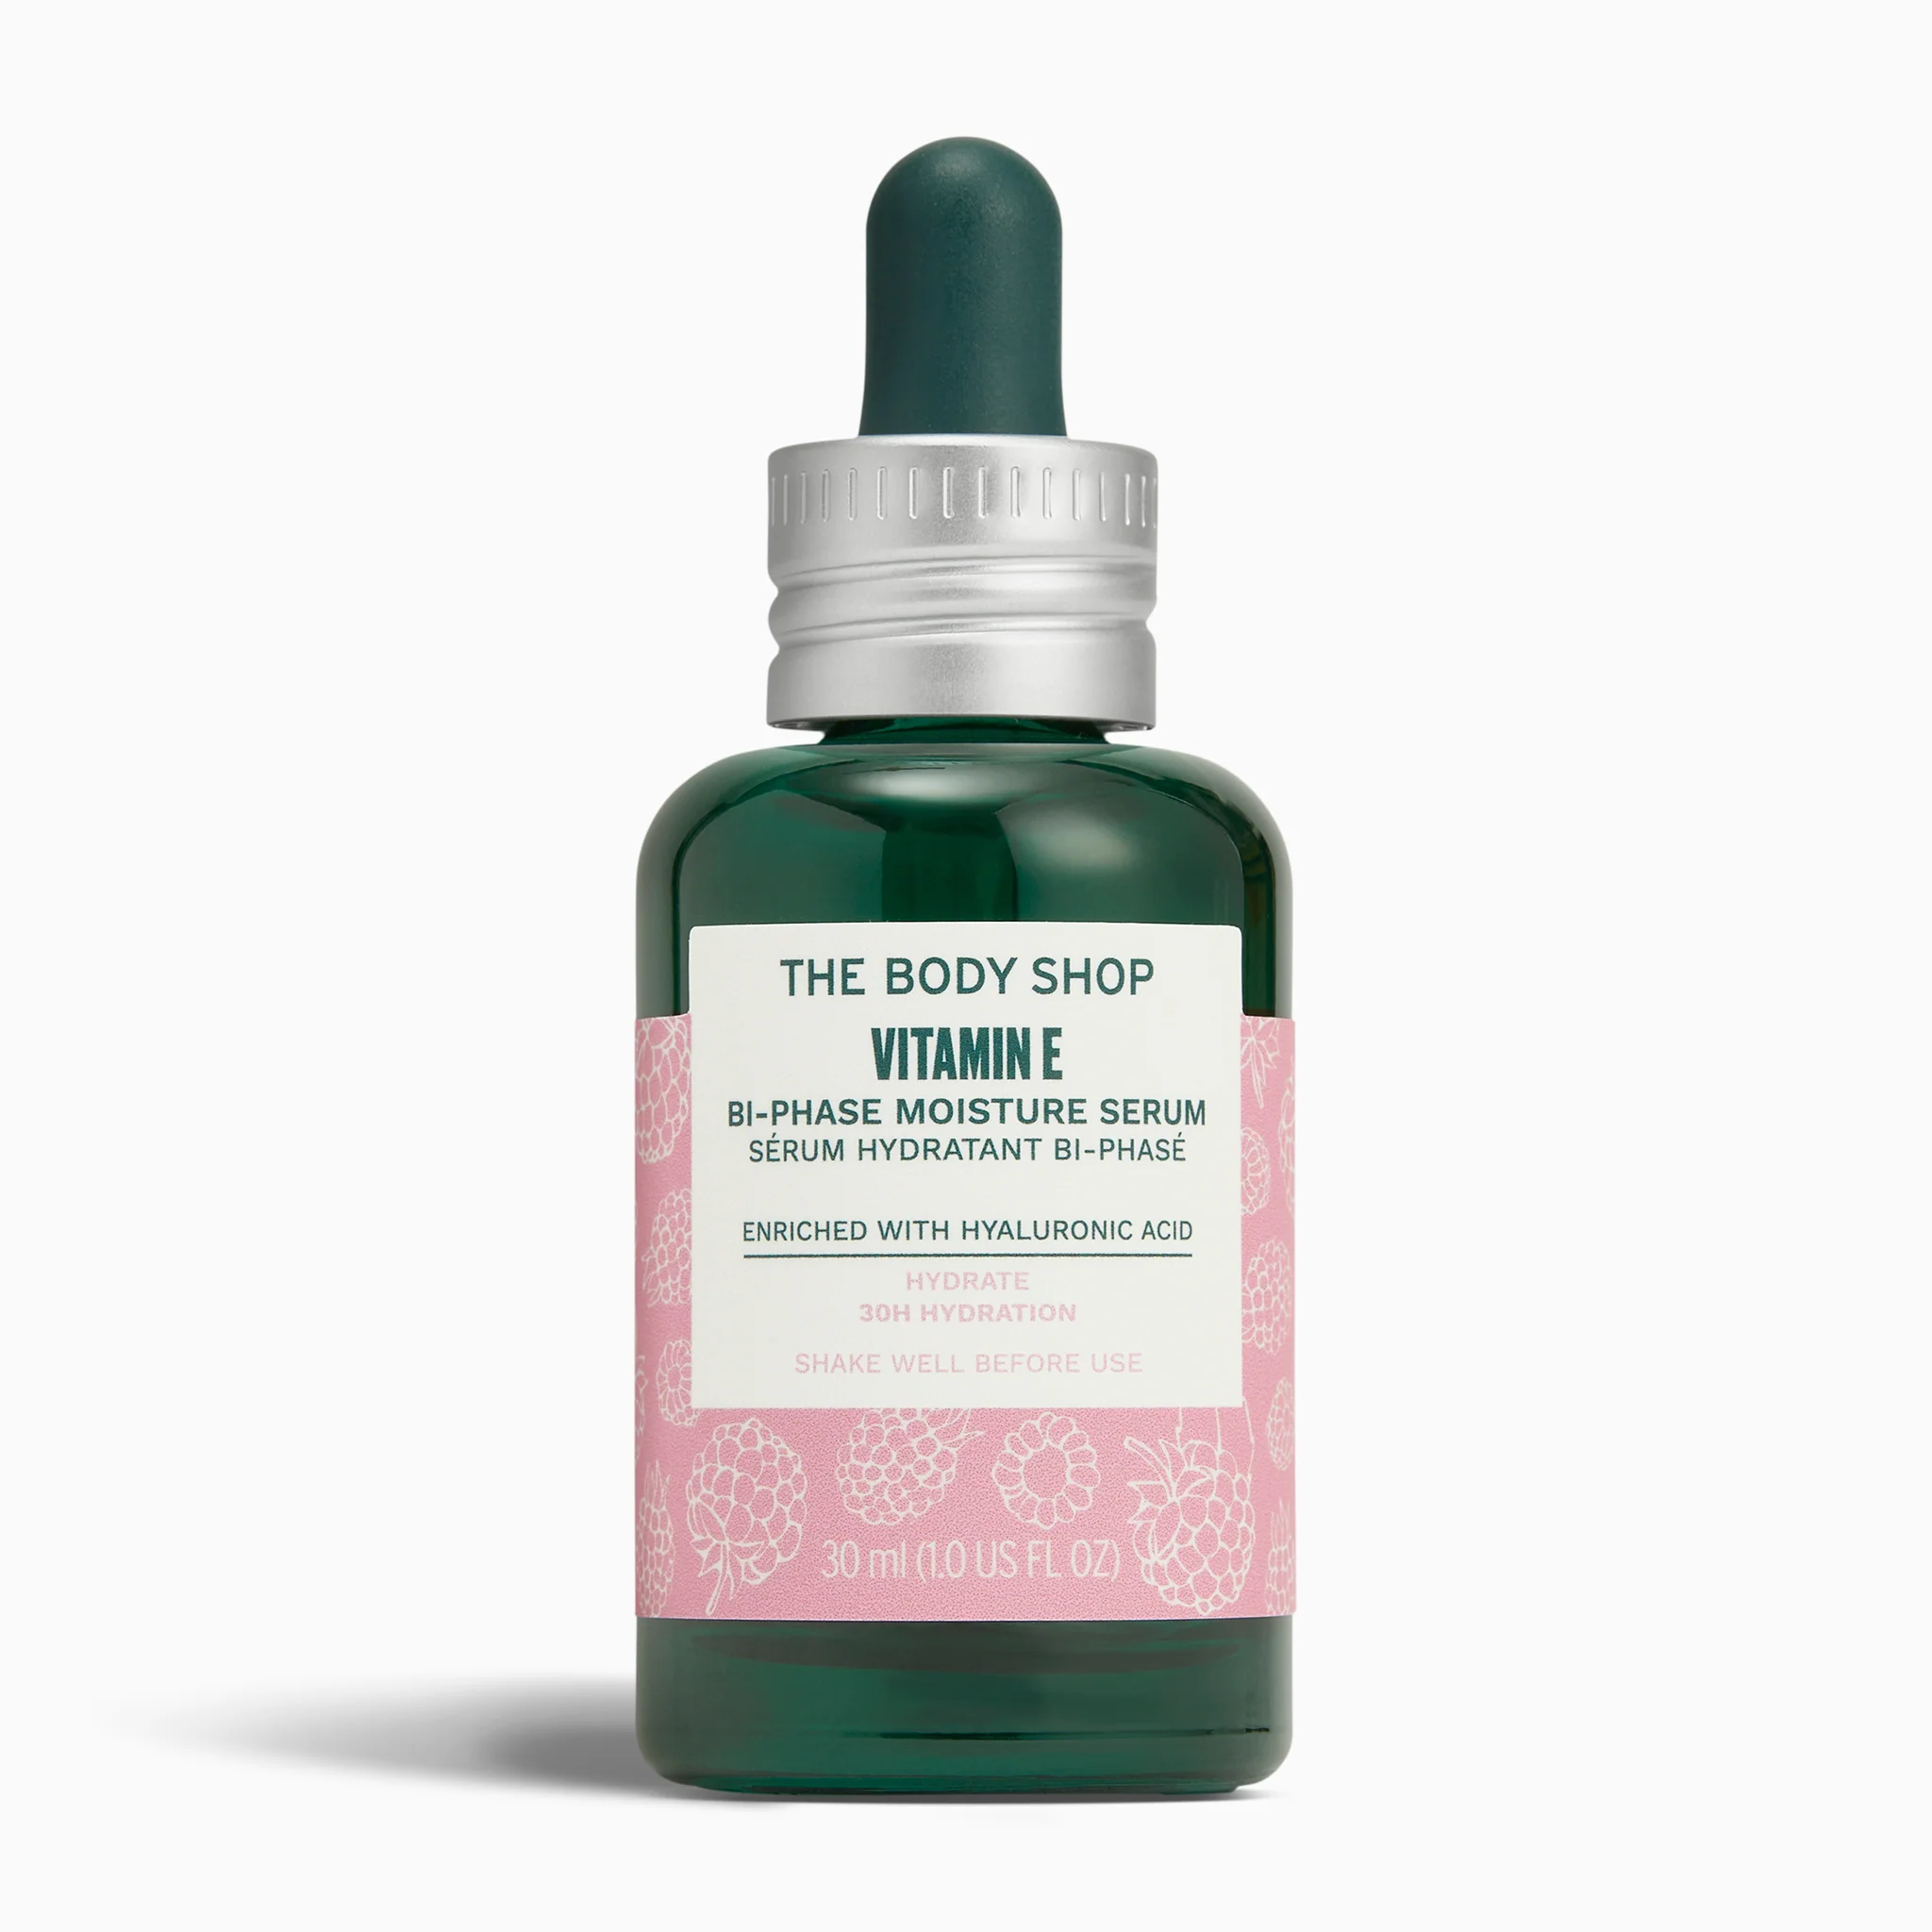 THE BODY SHOP
VITAMIN E
BI-PHASE MOISTURE SERUM
SÉRUM HYDRATANT BI-PHASÉ
ENRICHED WITH HYALURONIC ACID
HYDRATE
30H HYDRATION
SHAKE WELL BEFORE USE
30 ml (1.0 US FL OZ)